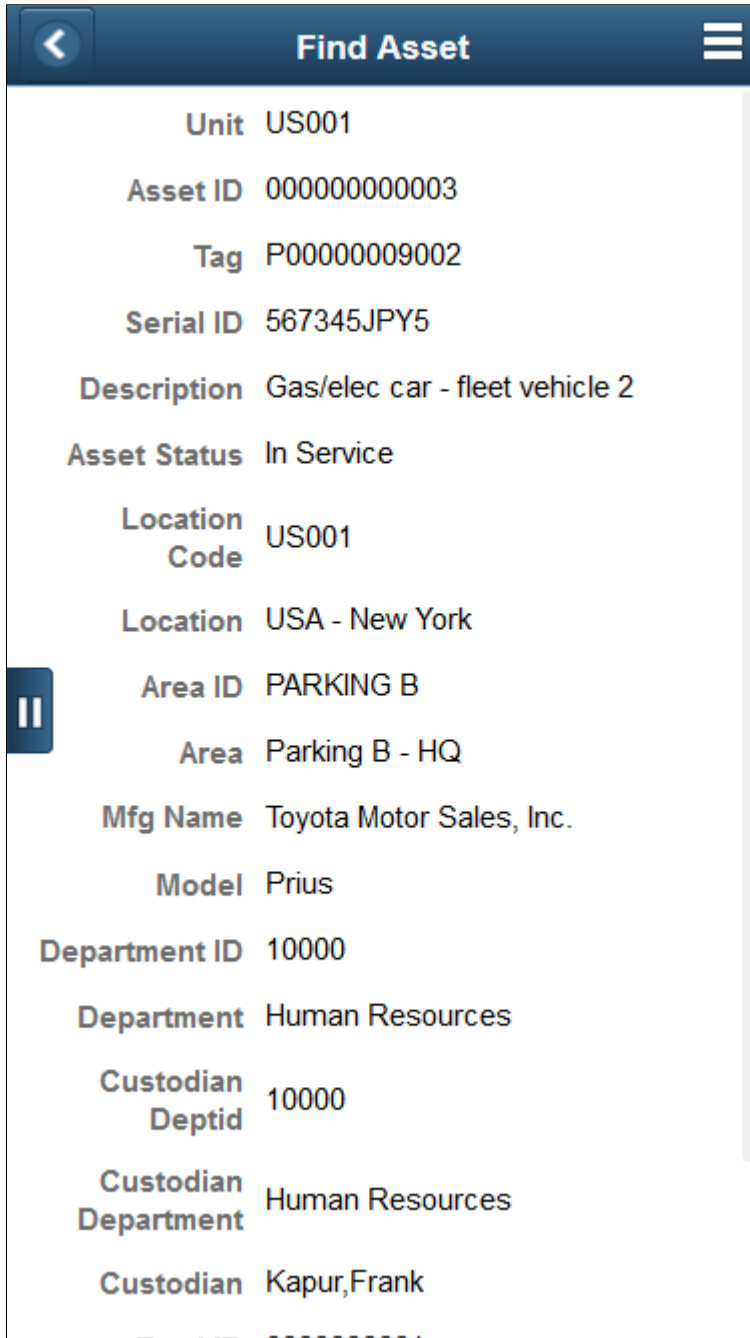 Find Asset
Unit US001
Asset ID 000000000003
Tag P00000009002
Serial ID 567345JPY5
Description Gas/elec car - fleet vehicle 2
Asset Status In Service
Location
Code US001
Location USA - New York
Area ID PARKING B
Area Parking B - HQ
Mfg Name Toyota Motor Sales, Inc.
Model Prius
Department ID 10000
Department Human Resources
Custodian
Deptid 10000
Custodian
Department Human Resources
Custodian Kapur,Frank